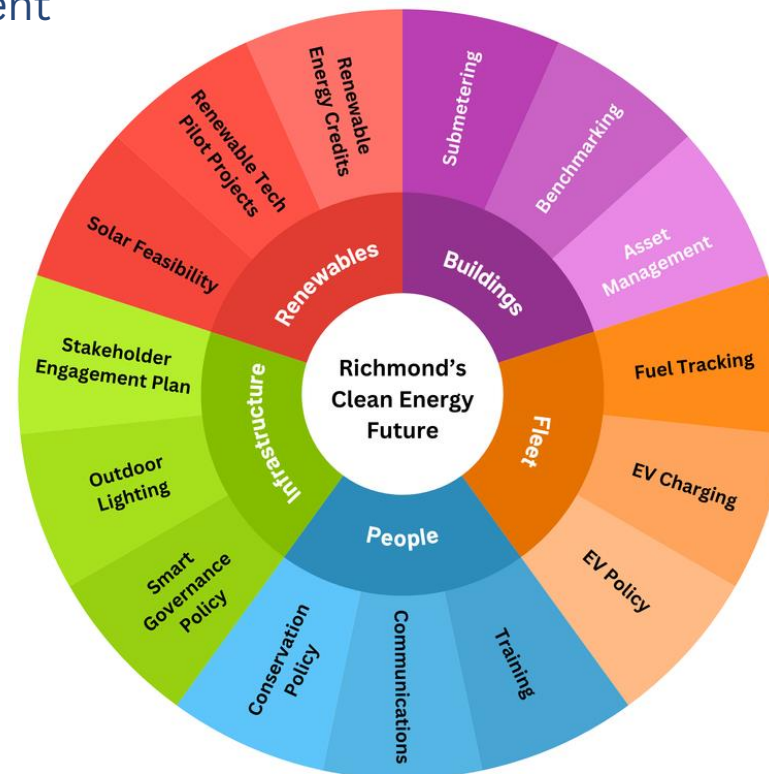 Renewable
Energy Credits
Submetering
Renewable Tech
Pilot Projects
Benchmarking
Solar Feasibility
Asset
Management
Renewables
Buildings
Stakeholder
Engagement Plan
Richmond's
Clean Energy
Future
Fuel Tracking
Infrastructure
Fleet
Outdoor
Lighting
EV Charging
People
Smart
Governance
Policy
EV Policy
Conservation
Policy
Communications
Training